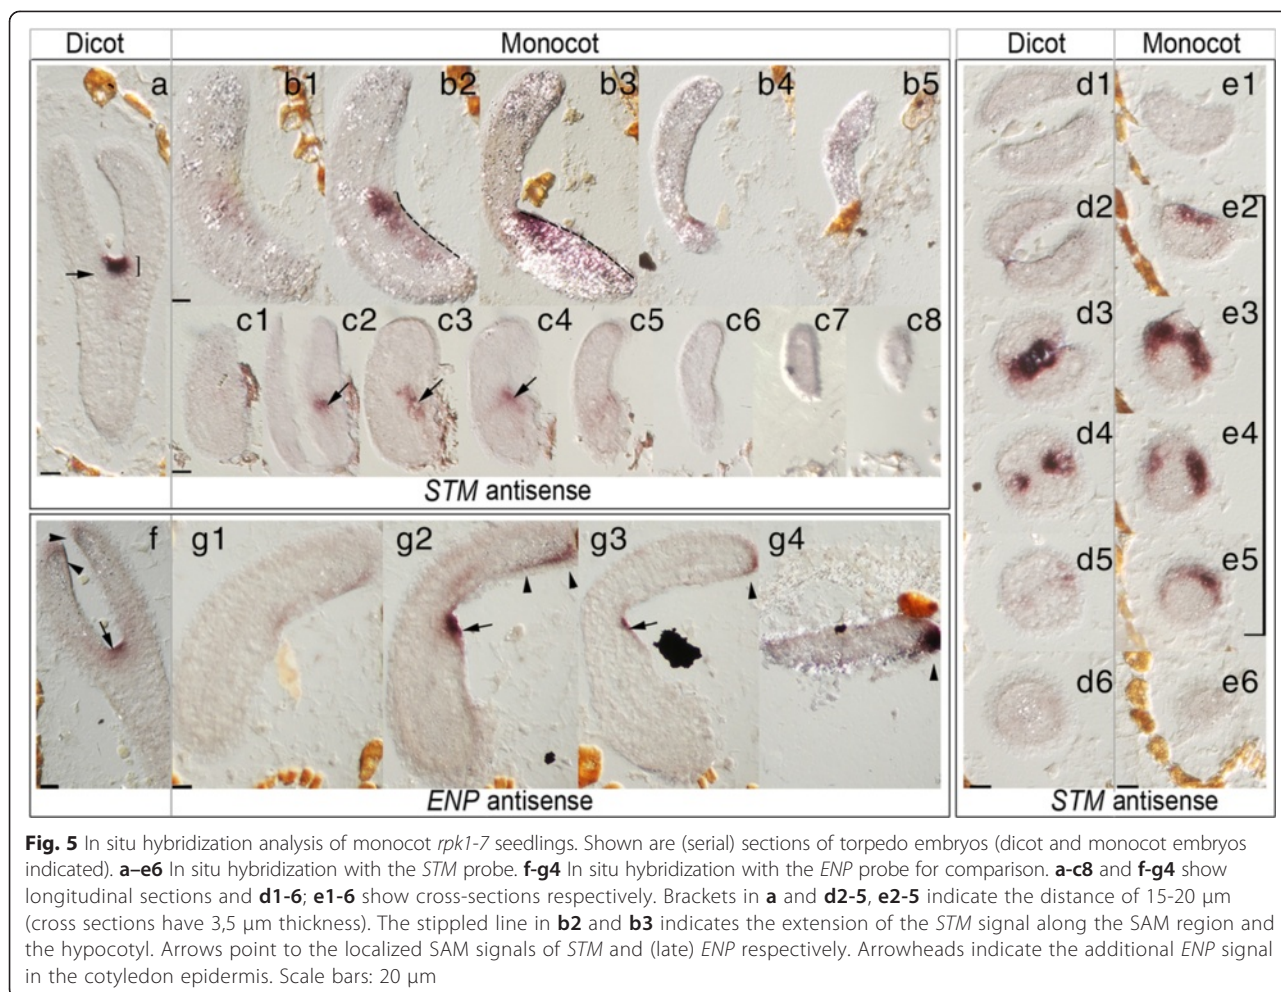 Dicot Monocot
a b1 b2 b3 b4 b5
c1 c2 c3 c4 c5 c6 c7 c8
STM antisense
f g1 g2 g3 g4
ENP antisense
Dicot Monocot
d1 e1
d2 e2
d3 e3
d4 e4
d5 e5
d6 e6
STM antisense
Fig. 5 In situ hybridization analysis of monocot rpk1-7 seedlings. Shown are (serial) sections of torpedo embryos (dicot and monocot embryos
indicated). a–e6 In situ hybridization with the STM probe. f-g4 In situ hybridization with the ENP probe for comparison. a-c8 and f-g4 show
longitudinal sections and d1-6; e1-6 show cross-sections respectively. Brackets in a and d2-5, e2-5 indicate the distance of 15-20 μm
(cross sections have 3,5 μm thickness). The stippled line in b2 and b3 indicates the extension of the STM signal along the SAM region and
the hypocotyl. Arrows point to the localized SAM signals of STM and (late) ENP respectively. Arrowheads indicate the additional ENP signal
in the cotyledon epidermis. Scale bars: 20 μm